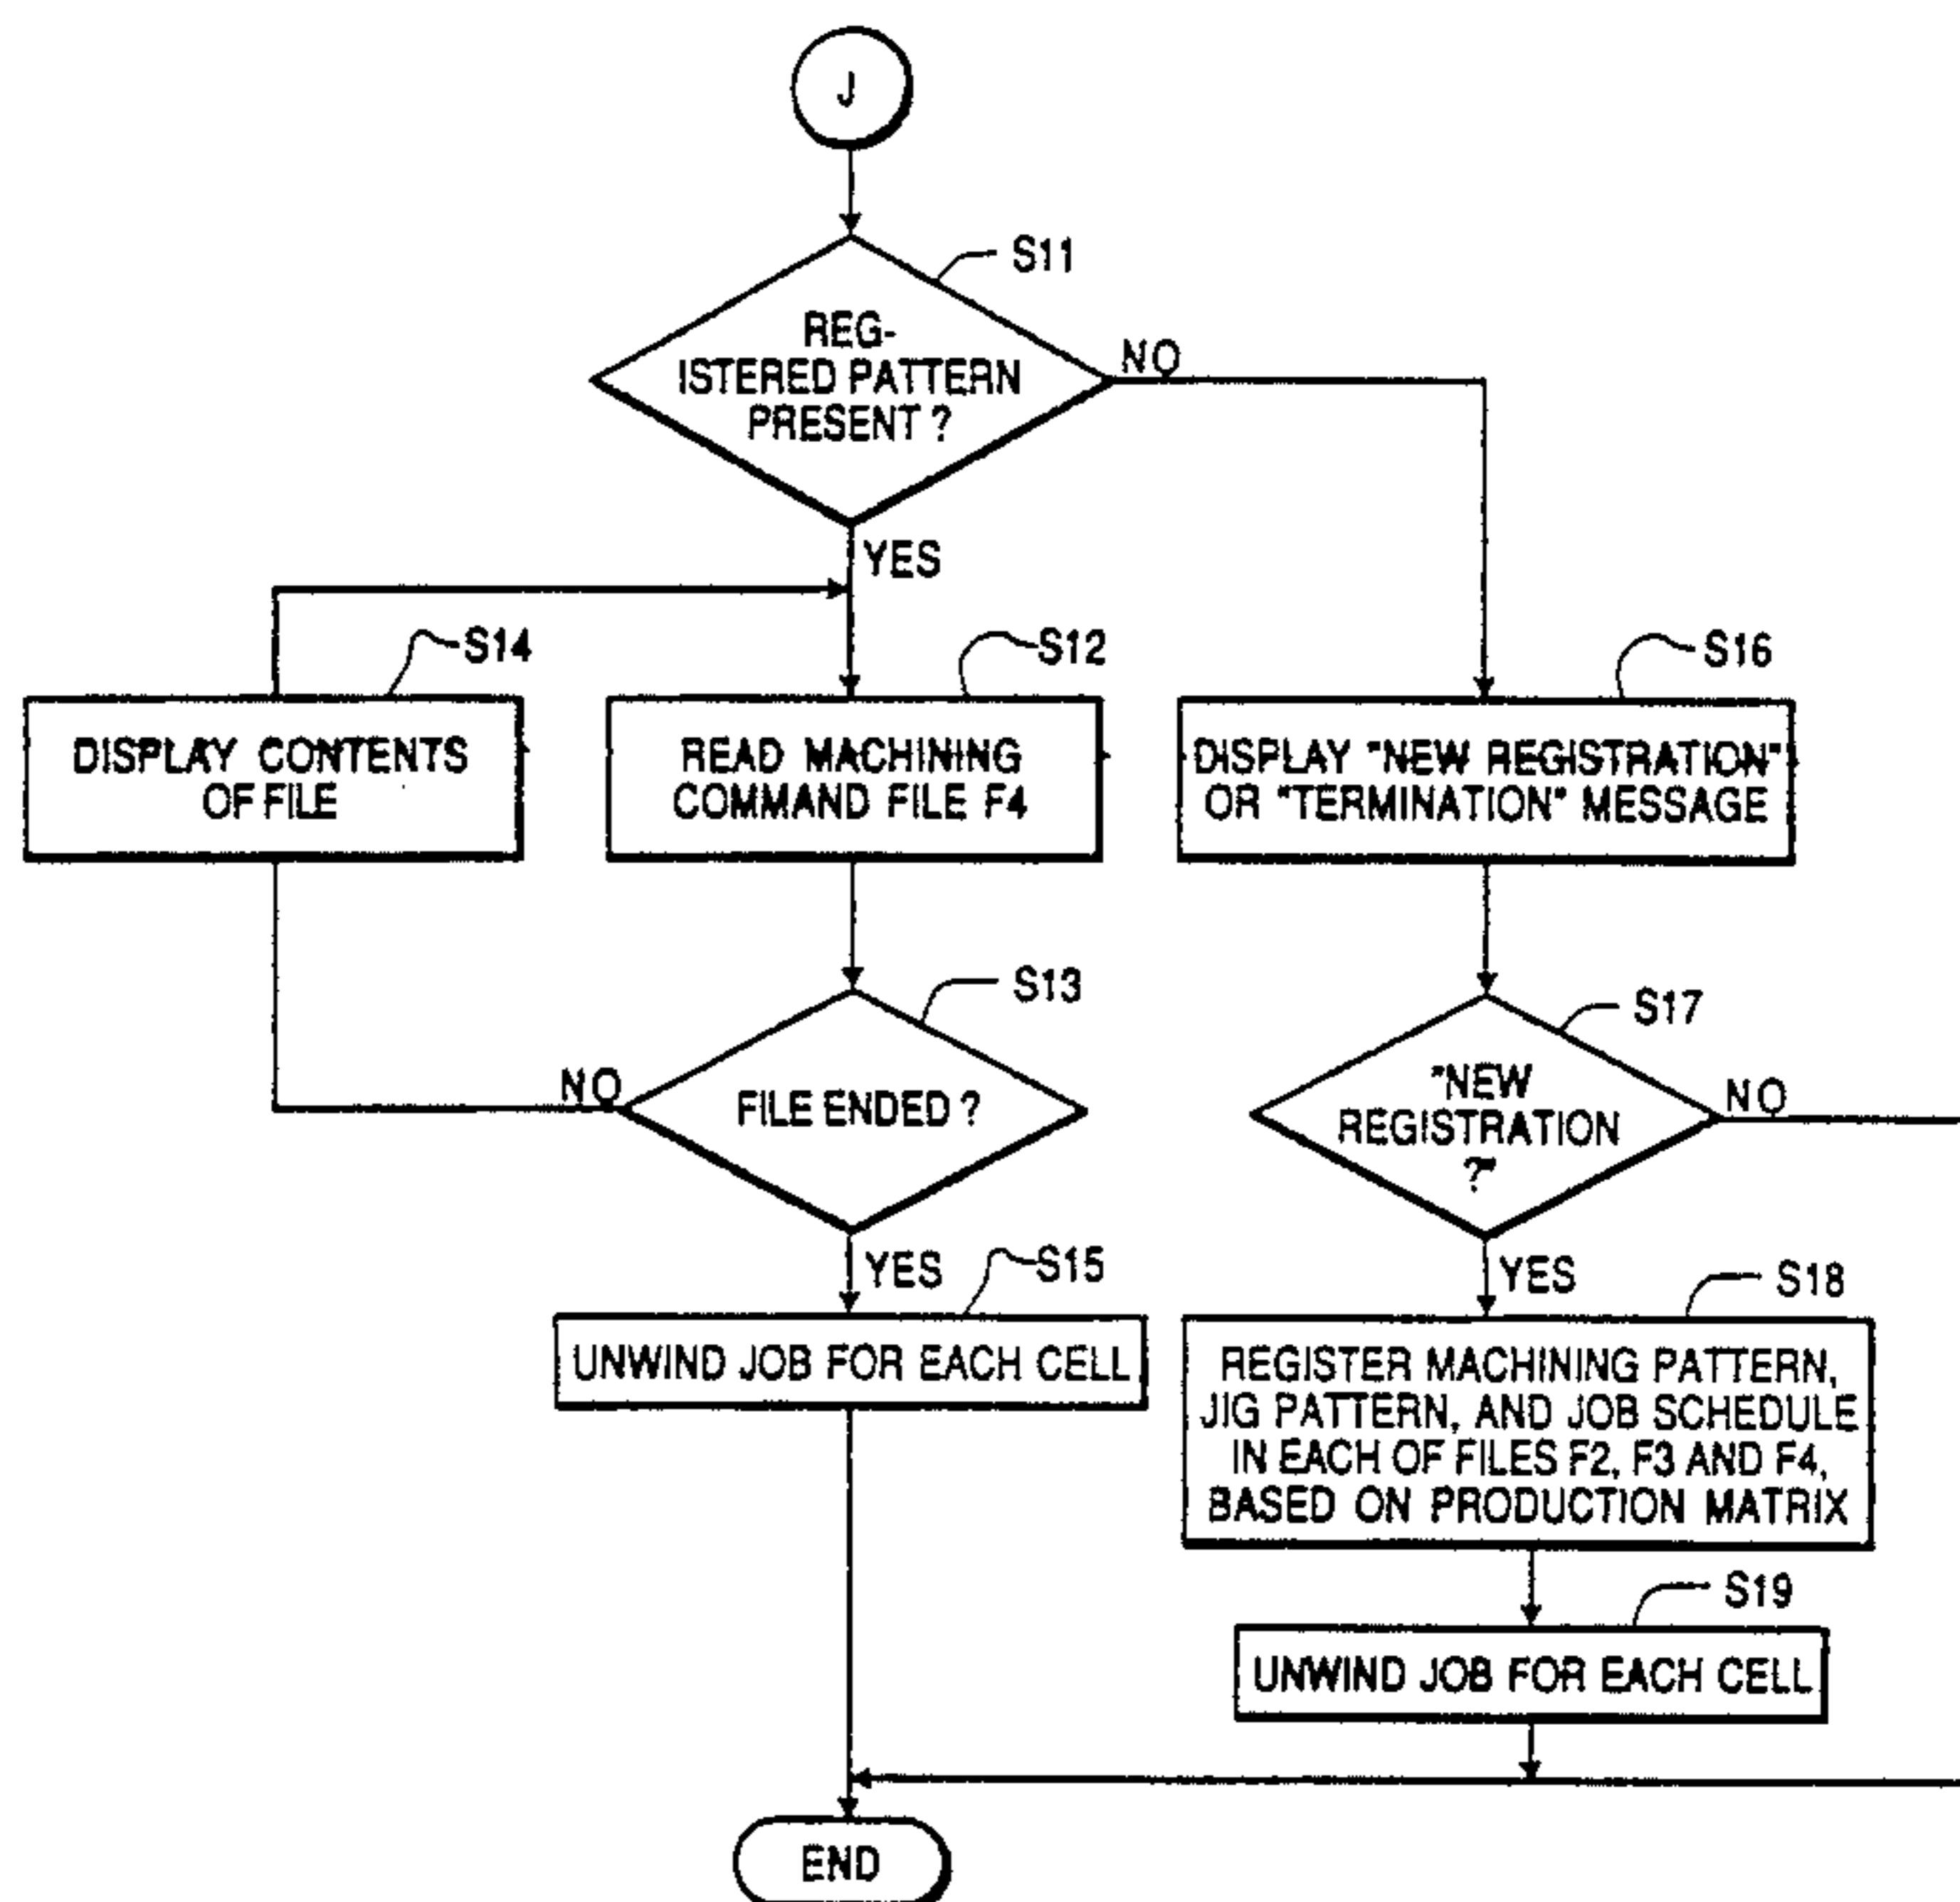 J
S11
REG-
ISTERED PATTERN
PRESENT ?
NO
YES
S14
S12
S16
DISPLAY CONTENTS
OF FILE
READ MACHINING
COMMAND FILE F4
DISPLAY "NEW REGISTRATION"
OR "TERMINATION" MESSAGE
S13
S17
NO
FILE ENDED ?
"NEW
REGISTRATION
?"
NO
YES
S15
YES
S18
UNWIND JOB FOR EACH CELL
REGISTER MACHINING PATTERN,
JIG PATTERN, AND JOB SCHEDULE
IN EACH OF FILES F2, F3 AND F4,
BASED ON PRODUCTION MATRIX
S19
UNWIND JOB FOR EACH CELL
END